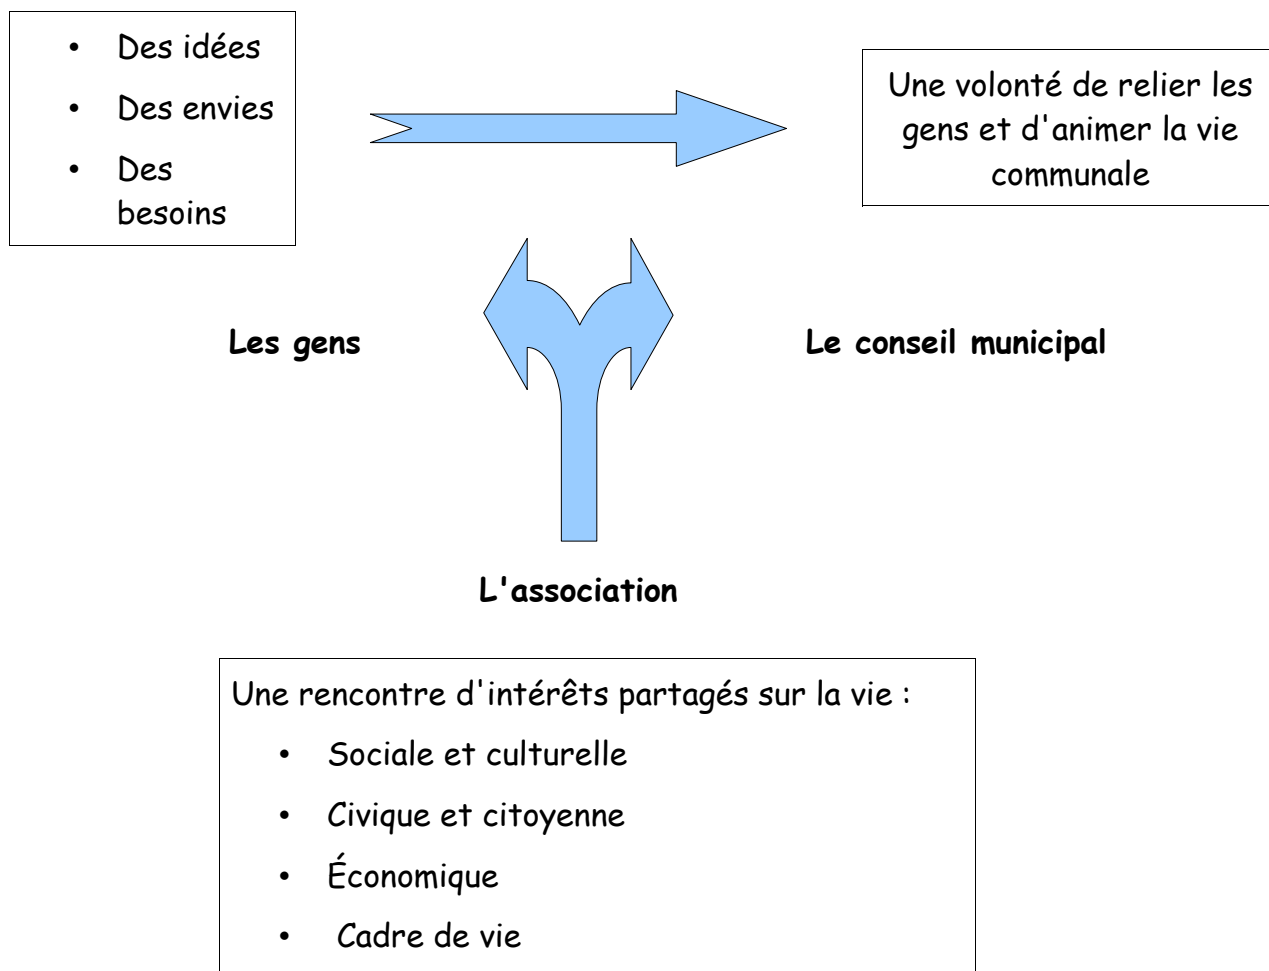 • Des idées
• Des envies
• Des
besoins
Une volonté de relier les
gens et d'animer la vie
communale
Les gens
Le conseil municipal
L'association
Une rencontre d'intérêts partagés sur la vie :
• Sociale et culturelle
• Civique et citoyenne
• Économique
• Cadre de vie